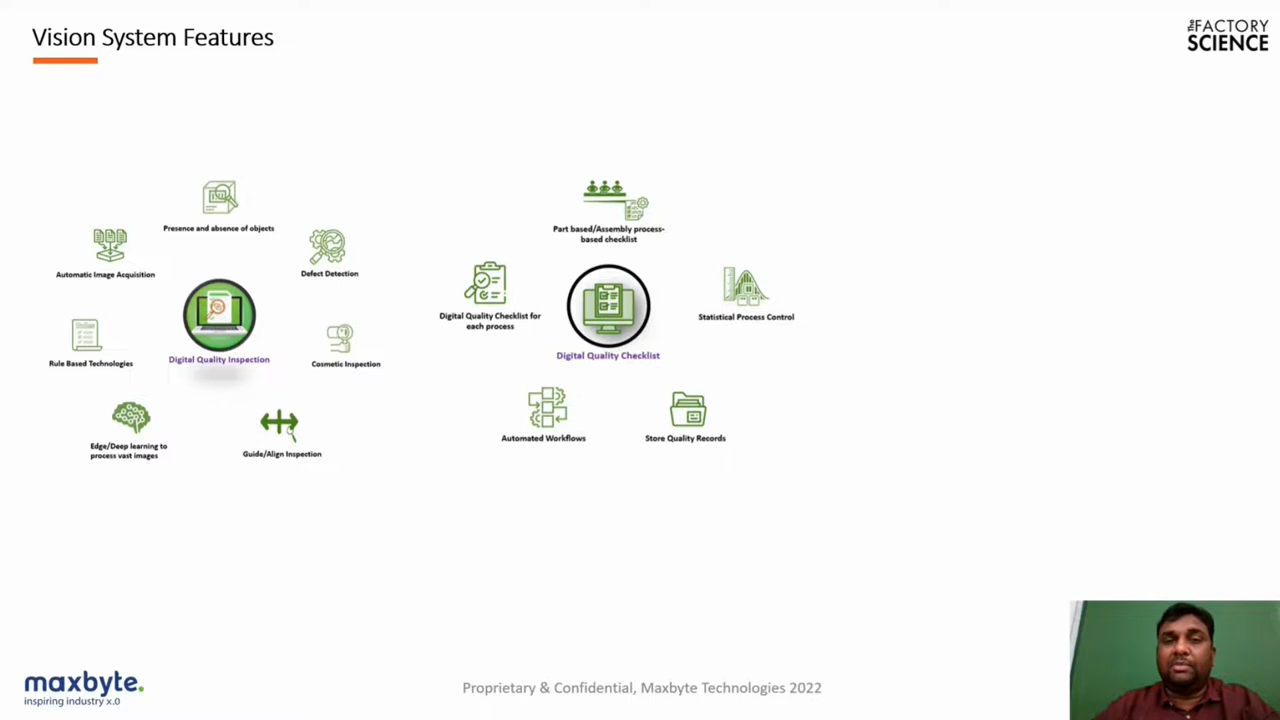 Vision System Features
The FACTORY
SCIENCE
Presence and absence of objects
Automatic Image Acquisition
Defect Detection
Rule Based Technologies
Digital Quality Inspection
Cosmetic Inspection
Edge/Deep learning to
process vast images
Guide/Align Inspection
Part based/Assembly process-
based checklist
Digital Quality Checklist for
each process
Statistical Process Control
Digital Quality Checklist
Automated Workflows
Store Quality Records
maxbyte.
inspiring industry x.0
Proprietary & Confidential, Maxbyte Technologies 2022